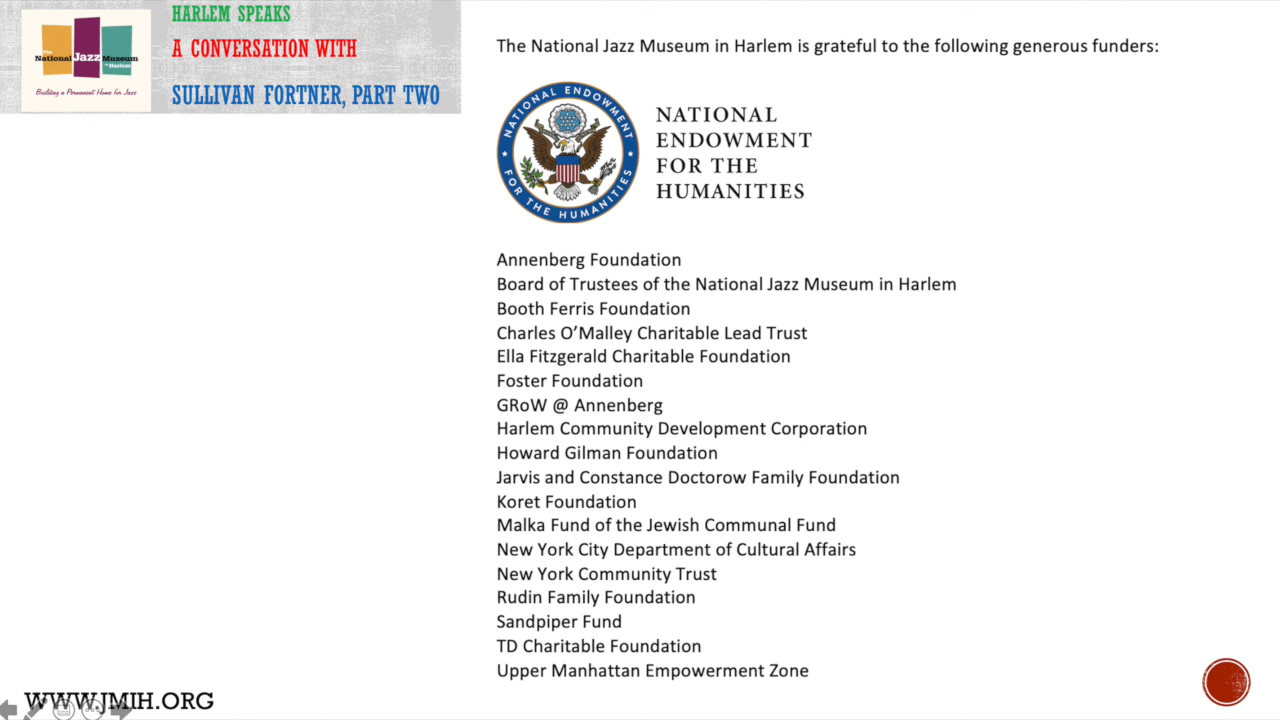 HARLEM SPEAKS
A CONVERSATION WITH
SULLIVAN FORTNER, PART TWO
The
National Jazz Museum
in Harlem
Building a Permanent Home for Jazz
The National Jazz Museum in Harlem is grateful to the following generous funders:
NATIONAL ENDOWMENT
FOR THE HUMANITIES
NATIONAL
ENDOWMENT
FOR THE
HUMANITIES
Annenberg Foundation
Board of Trustees of the National Jazz Museum in Harlem
Booth Ferris Foundation
Charles O’Malley Charitable Lead Trust
Ella Fitzgerald Charitable Foundation
Foster Foundation
GRoW @ Annenberg
Harlem Community Development Corporation
Howard Gilman Foundation
Jarvis and Constance Doctorow Family Foundation
Koret Foundation
Malka Fund of the Jewish Communal Fund
New York City Department of Cultural Affairs
New York Community Trust
Rudin Family Foundation
Sandpiper Fund
TD Charitable Foundation
Upper Manhattan Empowerment Zone
WWW.JMIH.ORG